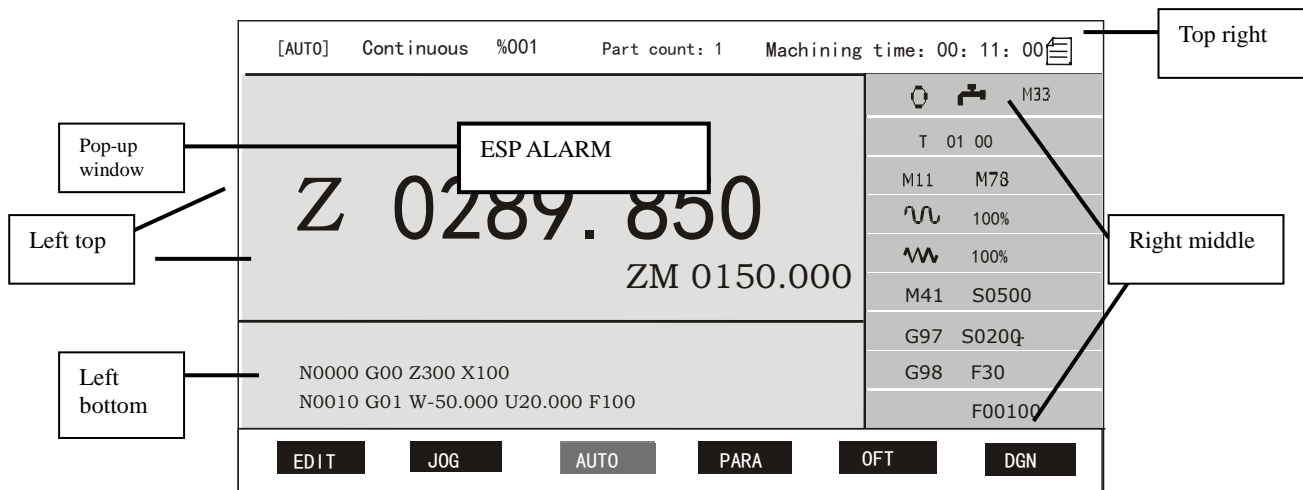 [AUTO] Continuous %001 Part count: 1 Machining time: 00: 11: 00
Top right
M33
Pop-up
window
ESP ALARM
T 01 00
M11 M78
Z 0289. 850
100%
Left top
Right middle
100%
ZM 0150.000
M41 S0500
G97 S0200
Left
bottom
N0000 G00 Z300 X100
G98 F30
N0010 G01 W-50.000 U20.000 F100
F00100
EDIT JOG AUTO PARA OFT DGN